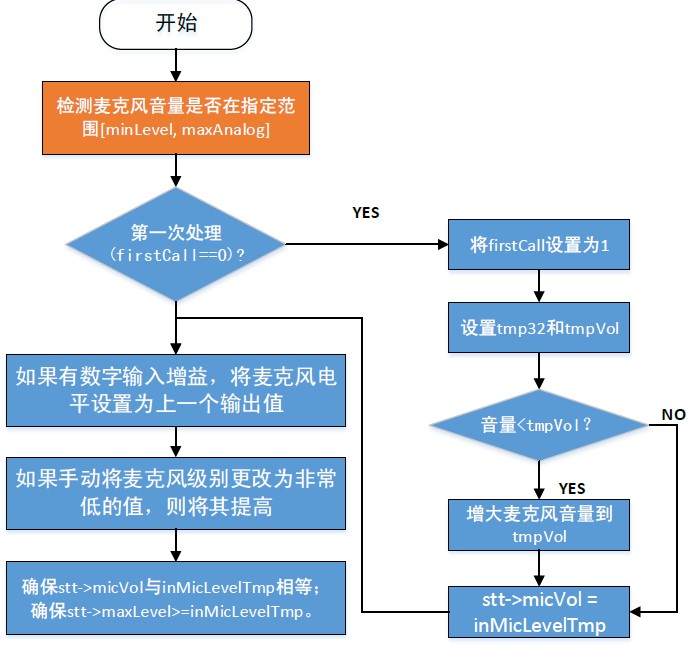 开始
检测麦克风音量是否在指定范
围[minLevel, maxAnalog]
第一次处理
(firstCall==0)?
YES
将firstCall设置为1
设置tmp32和tmpVol
音量<tmpVol?
NO
YES
增大麦克风音量到
tmpVol
stt->micVol =
inMicLevelTmp
如果有数字输入增益，将麦克风电
平设置为上一个输出值
如果手动将麦克风级别更改为非常
低的值，则将其提高
确保stt->micVol与inMicLevelTmp相等；
确保stt->maxLevel>=inMicLevelTmp。